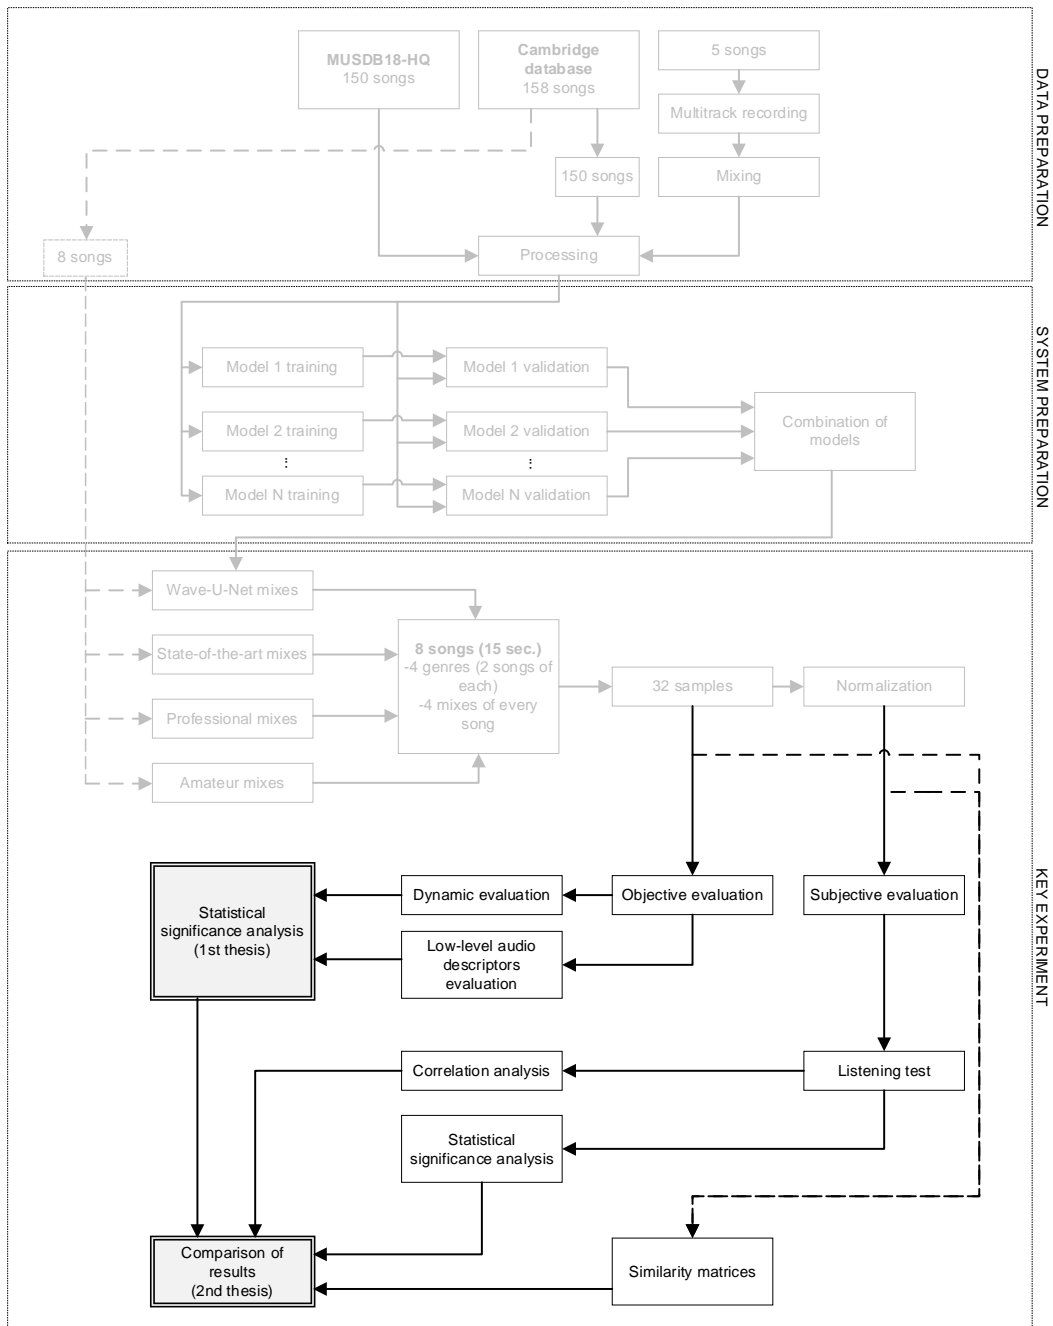 MUSDB18-HQ
150 songs
Cambridge
database
158 songs
5 songs
Multitrack recording
150 songs
Mixing
8 songs
Processing
DATA PREPARATION
Model 1 training
Model 1 validation
Model 2 training
Model 2 validation
⋮
⋮
Model N training
Model N validation
Combination of
models
SYSTEM PREPARATION
Wave-U-Net mixes
State-of-the-art mixes
Professional mixes
Amateur mixes
8 songs (15 sec.)
-4 genres (2 songs of
each)
-4 mixes of every
song
32 samples
Normalization
Statistical
significance analysis
(1st thesis)
Dynamic evaluation
Objective evaluation
Subjective evaluation
Low-level audio
descriptors
evaluation
Correlation analysis
Listening test
Statistical
significance analysis
Comparison of
results
(2nd thesis)
Similarity matrices
KEY EXPERIMENT